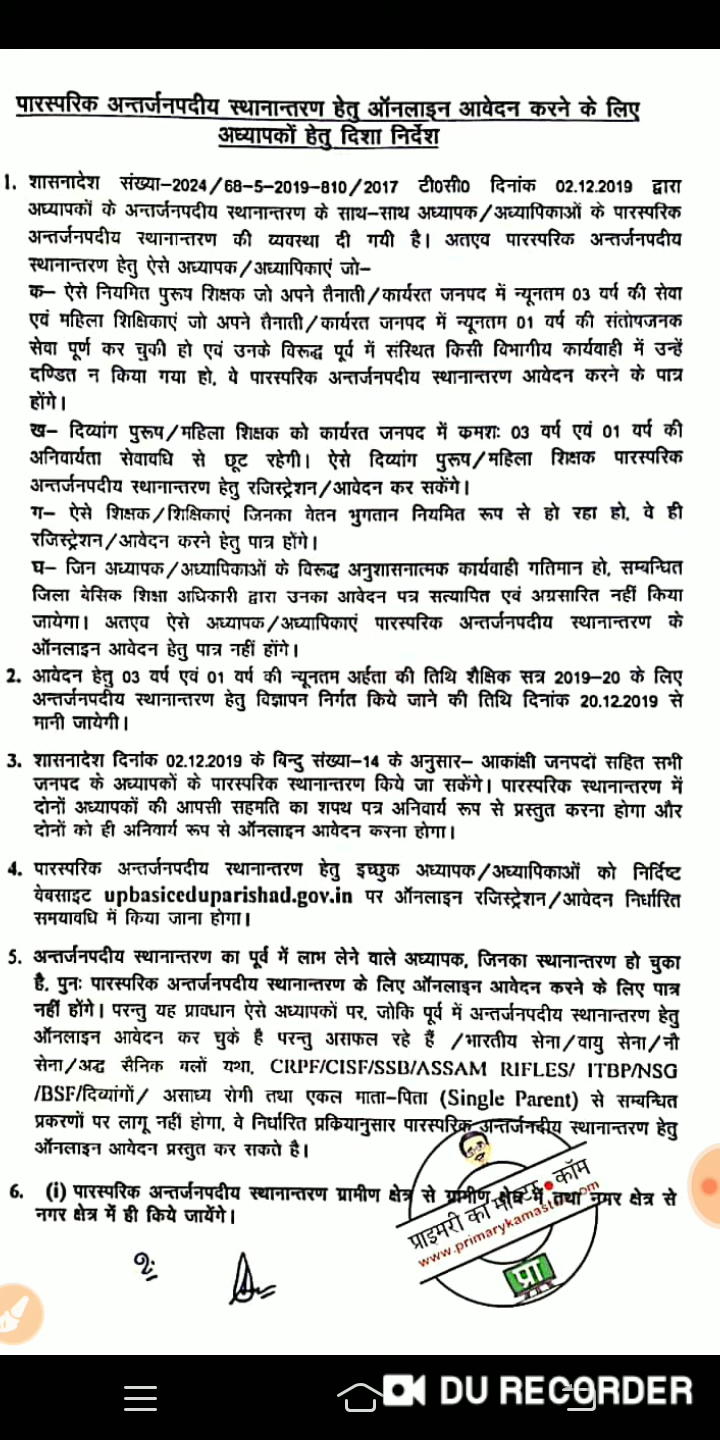 पारस्परिक अन्तर्जनपदीय स्थानान्तरण हेतु ऑनलाइन आवेदन करने के लिए
अध्यापकों हेतु दिशा निर्देश
1. शासनादेश संख्या–2024/68-5-2019-810/2017 टी0सी0 दिनांक 02.12.2019 द्वारा
अध्यापकों के अन्तर्जनपदीय स्थानान्तरण के साथ–साथ अध्यापक/अध्यापिकाओं के पारस्परिक
अन्तर्जनपदीय स्थानान्तरण की व्यवस्था दी गयी है। अतएव पारस्परिक अन्तर्जनपदीय
स्थानान्तरण हेतु ऐसे अध्यापक/अध्यापिकाएं जो–
क– ऐसे नियमित पुरूष शिक्षक जो अपने तैनाती/कार्यरत जनपद में न्यूनतम 03 वर्ष की सेवा
एवं महिला शिक्षिकाएं जो अपने तैनाती/कार्यरत जनपद में न्यूनतम 01 वर्ष की संतोषजनक
सेवा पूर्ण कर चुकी हो एवं उनके विरूद्ध पूर्व में संस्थित किसी विभागीय कार्यवाही में उन्हें
दण्डित न किया गया हो, वे पारस्परिक अन्तर्जनपदीय स्थानान्तरण आवेदन करने के पात्र
होंगे।
ख– दिव्यांग पुरूष/महिला शिक्षक को कार्यरत जनपद में कमशः 03 वर्ष एवं 01 वर्ष की
अनिवार्यता सेवावधि से छूट रहेगी। ऐसे दिव्यांग पुरूष/महिला शिक्षक पारस्परिक
अन्तर्जनपदीय स्थानान्तरण हेतु रजिस्ट्रेशन/आवेदन कर सकेंगे।
ग– ऐसे शिक्षक/शिक्षिकाएं जिनका वेतन भुगतान नियमित रूप से हो रहा हो, वे ही
रजिस्ट्रेशन/आवेदन करने हेतु पात्र होंगे।
घ– जिन अध्यापक/अध्यापिकाओं के विरूद्ध अनुशासनात्मक कार्यवाही गतिमान हो, सम्बन्धित
जिला बेसिक शिक्षा अधिकारी द्वारा उनका आवेदन पत्र सत्यापित एवं अग्रसारित नहीं किया
जायेगा। अतएव ऐसे अध्यापक/अध्यापिकाएं पारस्परिक अन्तर्जनपदीय स्थानान्तरण के
ऑनलाइन आवेदन हेतु पात्र नहीं होंगे।
2. आवेदन हेतु 03 वर्ष एवं 01 वर्ष की न्यूनतम अर्हता की तिथि शैक्षिक सत्र 2019–20 के लिए
अन्तर्जनपदीय स्थानान्तरण हेतु विज्ञापन निर्गत किये जाने की तिथि दिनांक 20.12.2019 से
मानी जायेगी।
3. शासनादेश दिनांक 02.12.2019 के बिन्दु संख्या–14 के अनुसार– आकांक्षी जनपदों सहित सभी
जनपद के अध्यापकों के पारस्परिक स्थानान्तरण किये जा सकेंगे। पारस्परिक स्थानान्तरण में
दोनों अध्यापकों की आपसी सहमति का शपथ पत्र अनिवार्य रूप से प्रस्तुत करना होगा और
दोनों को ही अनिवार्य रूप से ऑनलाइन आवेदन करना होगा।
4. पारस्परिक अन्तर्जनपदीय स्थानान्तरण हेतु इच्छुक अध्यापक/अध्यापिकाओं को निर्दिष्ट
वेबसाइट upbasiceduparishad.gov.in पर ऑनलाइन रजिस्ट्रेशन/आवेदन निर्धारित
समयावधि में किया जाना होगा।
5. अन्तर्जनपदीय स्थानान्तरण का पूर्व में लाभ लेने वाले अध्यापक, जिनका स्थानान्तरण हो चुका
है, पुनः पारस्परिक अन्तर्जनपदीय स्थानान्तरण के लिए ऑनलाइन आवेदन करने के लिए पात्र
नहीं होंगे। परन्तु यह प्रावधान ऐसे अध्यापकों पर, जोकि पूर्व में अन्तर्जनपदीय स्थानान्तरण हेतु
ऑनलाइन आवेदन कर चुके है परन्तु असफल रहे हैं /भारतीय सेना/वायु सेना/नौ
सेना/अद्ध सैनिक बलों यथा, CRPF/CISF/SSB/ASSAM RIFLES/ ITBP/NSG
/BSF/दिव्यांगों/ असाध्य रोगी तथा एकल माता–पिता (Single Parent) से सम्बन्धित
प्रकरणों पर लागू नहीं होगा, वे निर्धारित प्रकियानुसार पारस्परिक अन्तर्जनदीय स्थानान्तरण हेतु
ऑनलाइन आवेदन प्रस्तुत कर सकते है।
6. (i) पारस्परिक अन्तर्जनपदीय स्थानान्तरण ग्रामीण क्षेत्र से ग्रामीण क्षेत्र में तथा नगर क्षेत्र से
नगर क्षेत्र में ही किये जायेंगे।
प्राइमरी का मास्टर.कॉम
www.primarykamaster.com
प्रा
DU RECORDER